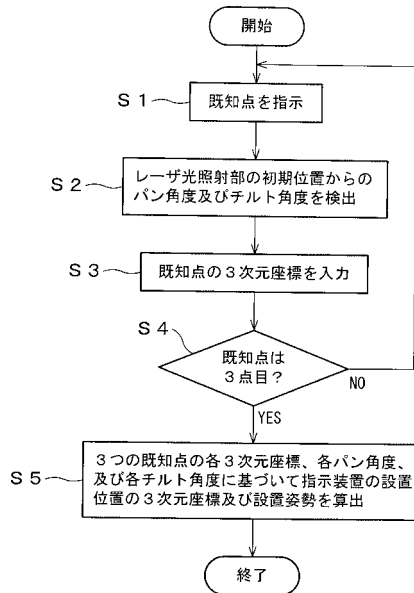 開始
S1
既知点を指示
S2
レーザ光照射部の初期位置からの
パン角度及びチルト角度を検出
S3
既知点の3次元座標を入力
S4
既知点は
3点目?
NO
YES
S5
3つの既知点の各3次元座標、各パン角度、
及び各チルト角度に基づいて指示装置の設置
位置の3次元座標及び設置姿勢を算出
終了